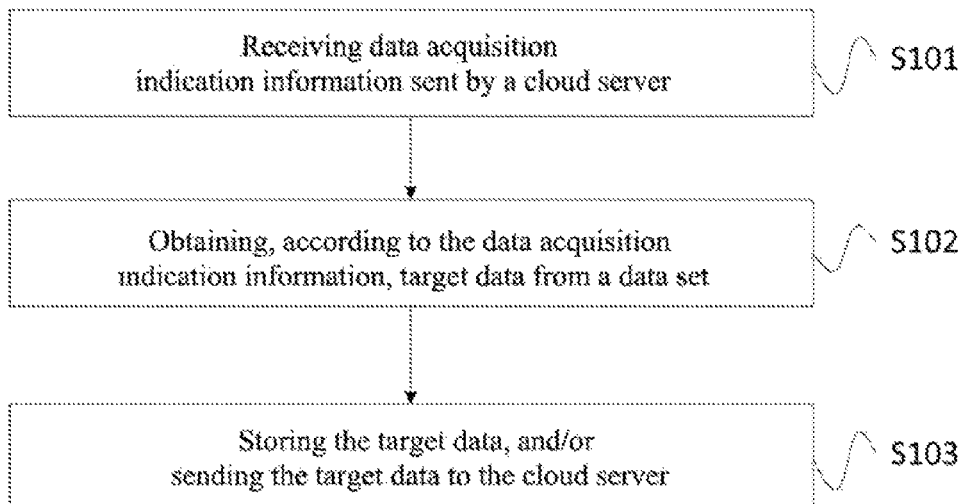 Receiving data acquisition
indication information sent by a cloud server
S101
Obtaining, according to the data acquisition
indication information, target data from a data set
S102
Storing the target data, and/or
sending the target data to the cloud server
S103